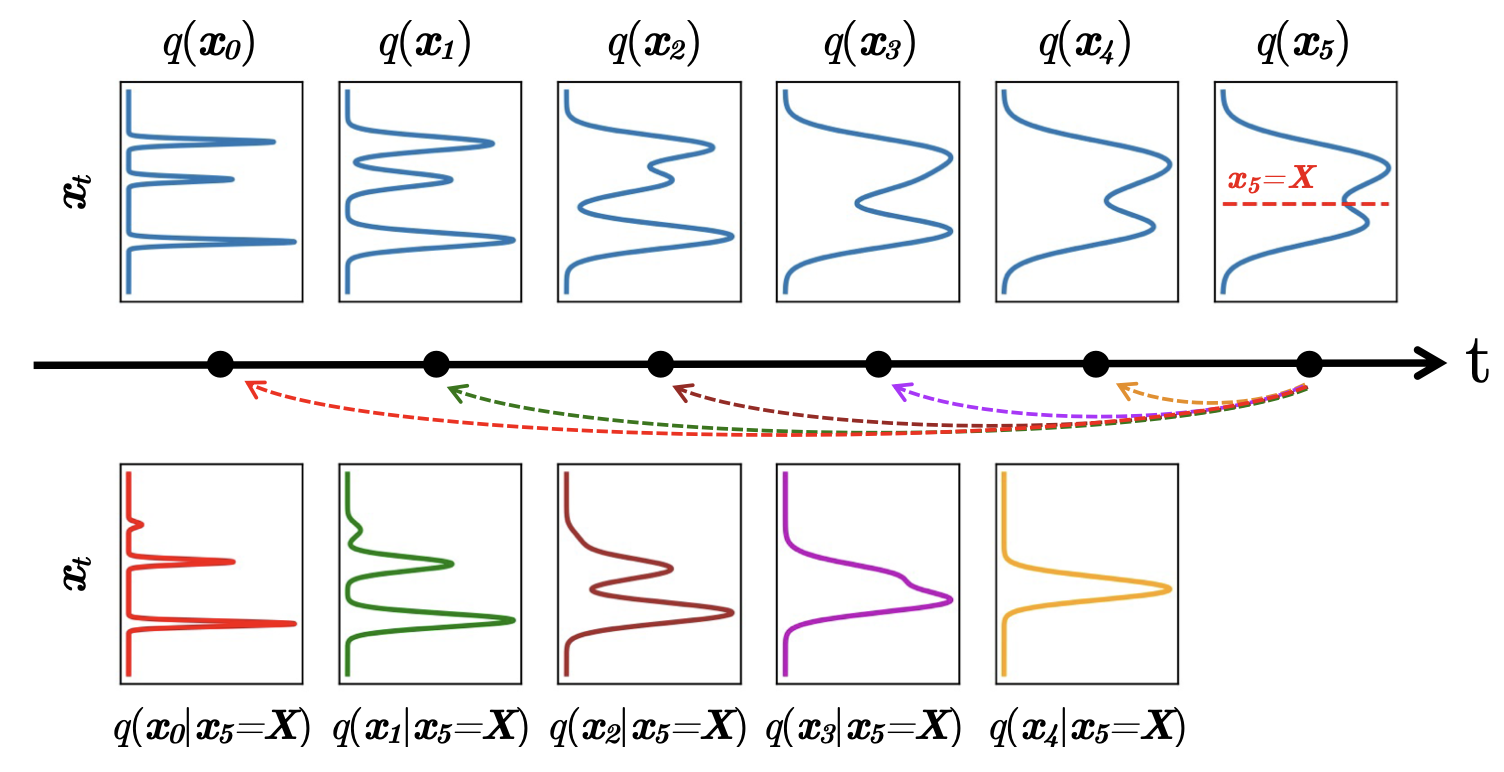 q(x₀) q(x₁) q(x₂) q(x₃) q(x₄) q(x₅)
xₜ
x₅=X
t
xₜ
q(x₀|x₅=X) q(x₁|x₅=X) q(x₂|x₅=X) q(x₃|x₅=X) q(x₄|x₅=X)